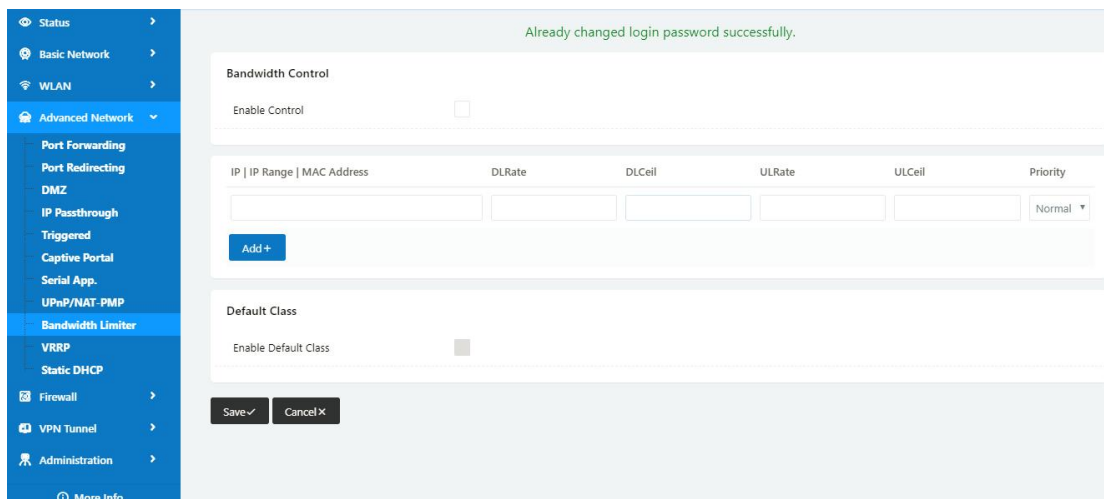 Status
Already changed login password successfully.
Basic Network
Bandwidth Control
WLAN
Enable Control
Advanced Network
Port Forwarding
Port Redirecting
IP | IP Range | MAC Address DLRate DLCeil ULRate ULCeil Priority
DMZ
IP Passthrough
Normal
Triggered
Captive Portal
Add+
Serial App.
UPnP/NAT-PMP
Default Class
Bandwidth Limiter
VRRP
Enable Default Class
Static DHCP
Firewall
Save Cancel
VPN Tunnel
Administration
More Info